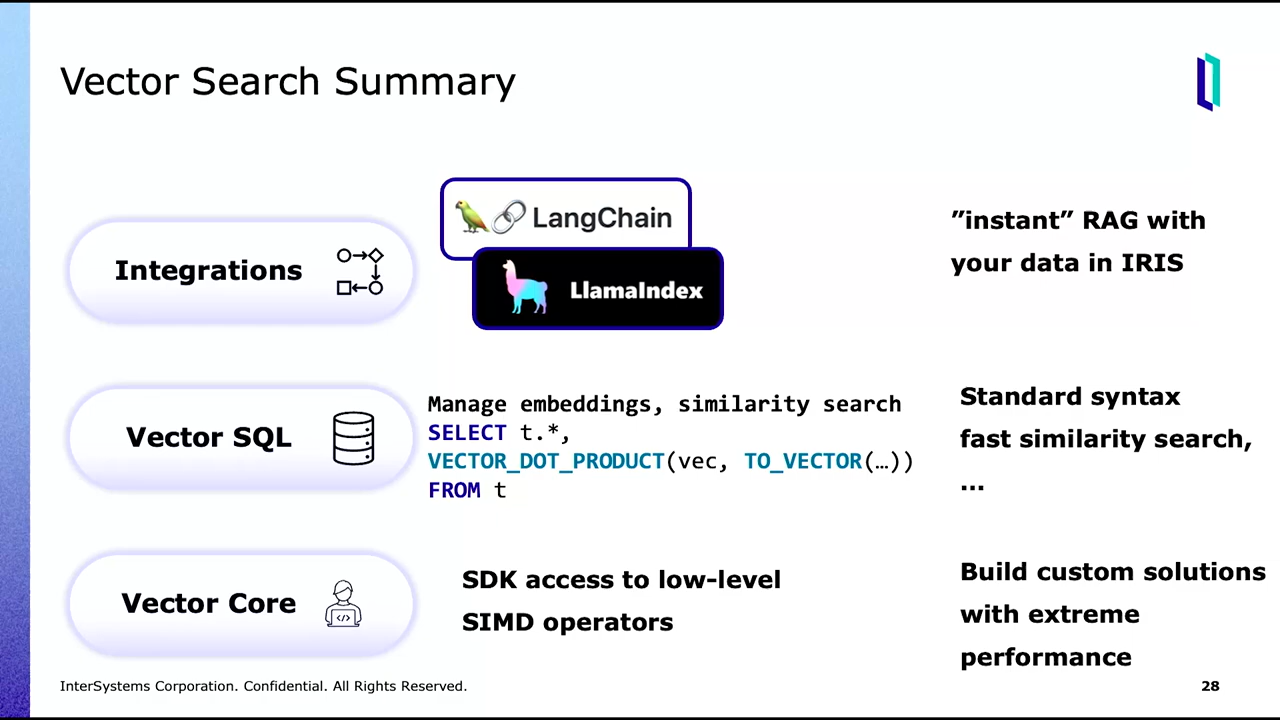 Vector Search Summary
Integrations
LangChain
LlamaIndex
”instant” RAG with
your data in IRIS
Vector SQL
Manage embeddings, similarity search
SELECT t.*,
VECTOR_DOT_PRODUCT(vec, TO_VECTOR(…))
FROM t
Standard syntax
fast similarity search,
…
Vector Core
</>
SDK access to low-level
SIMD operators
Build custom solutions
with extreme
performance
InterSystems Corporation. Confidential. All Rights Reserved.
28